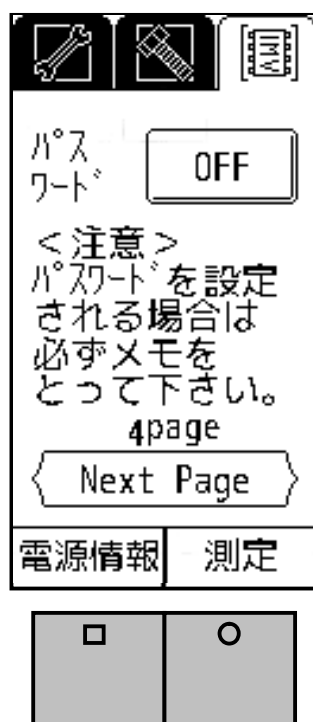 IMV
ﾊﾟｽ
ﾜｰﾄﾞ
OFF
＜注意＞
ﾊﾟｽﾜｰﾄﾞを設定
される場合は
必ずメモを
とって下さい。
4page
Next Page
電源情報
測定